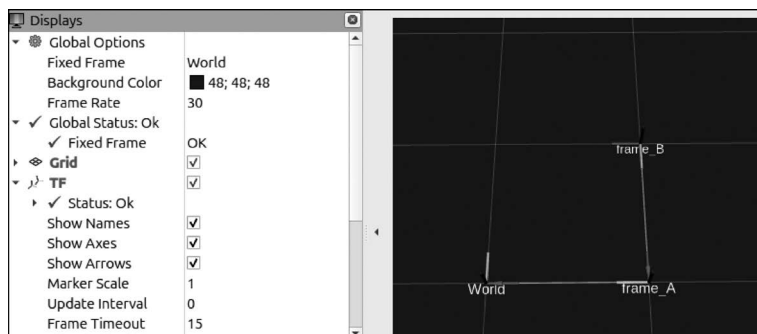 Displays
Global Options
Fixed Frame World
Background Color 48; 48; 48
Frame Rate 30
Global Status: Ok
Fixed Frame OK
Grid
TF
Status: Ok
Show Names
Show Axes
Show Arrows
Marker Scale 1
Update Interval 0
Frame Timeout 15
frame_B
World frame_A